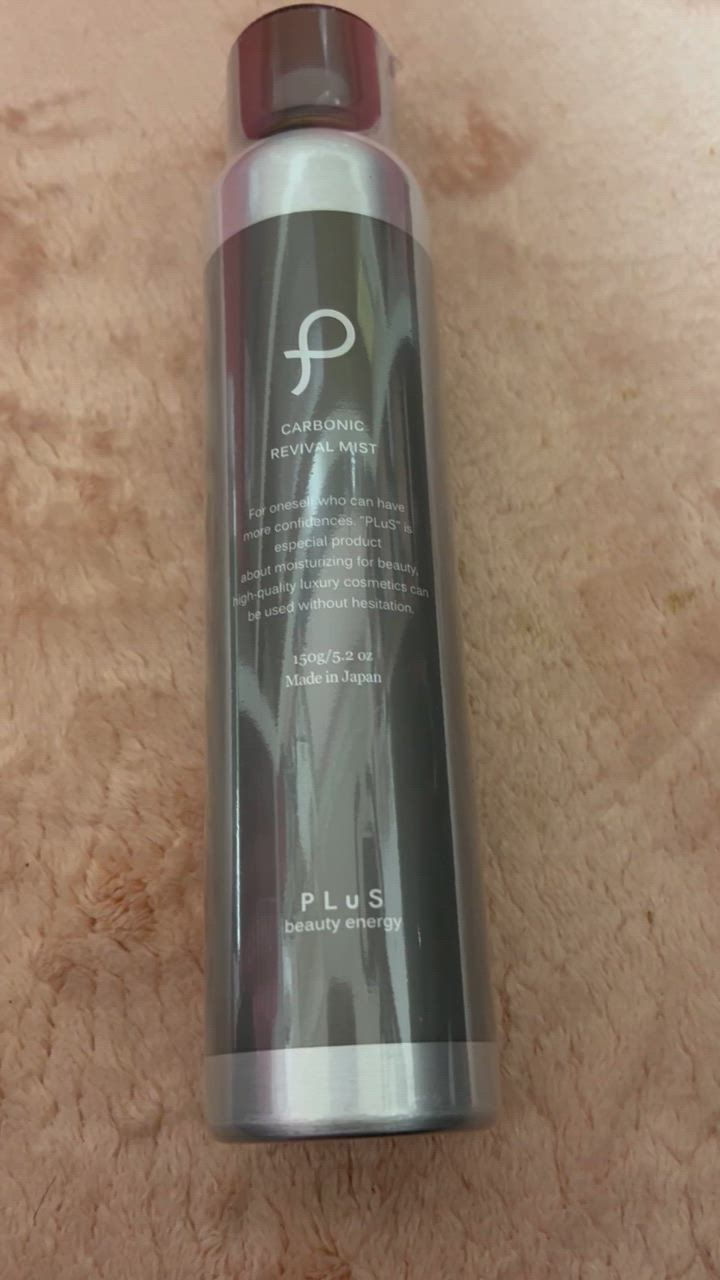 CARBONIC
REVIVAL MIST
For oneself who can have
more confidences. "PLuS" is
especial product
about moisturizing for beauty,
high-quality luxury cosmetics can
be used without hesitation.
150g/5.2 oz
Made in Japan
PLuS
beauty energy